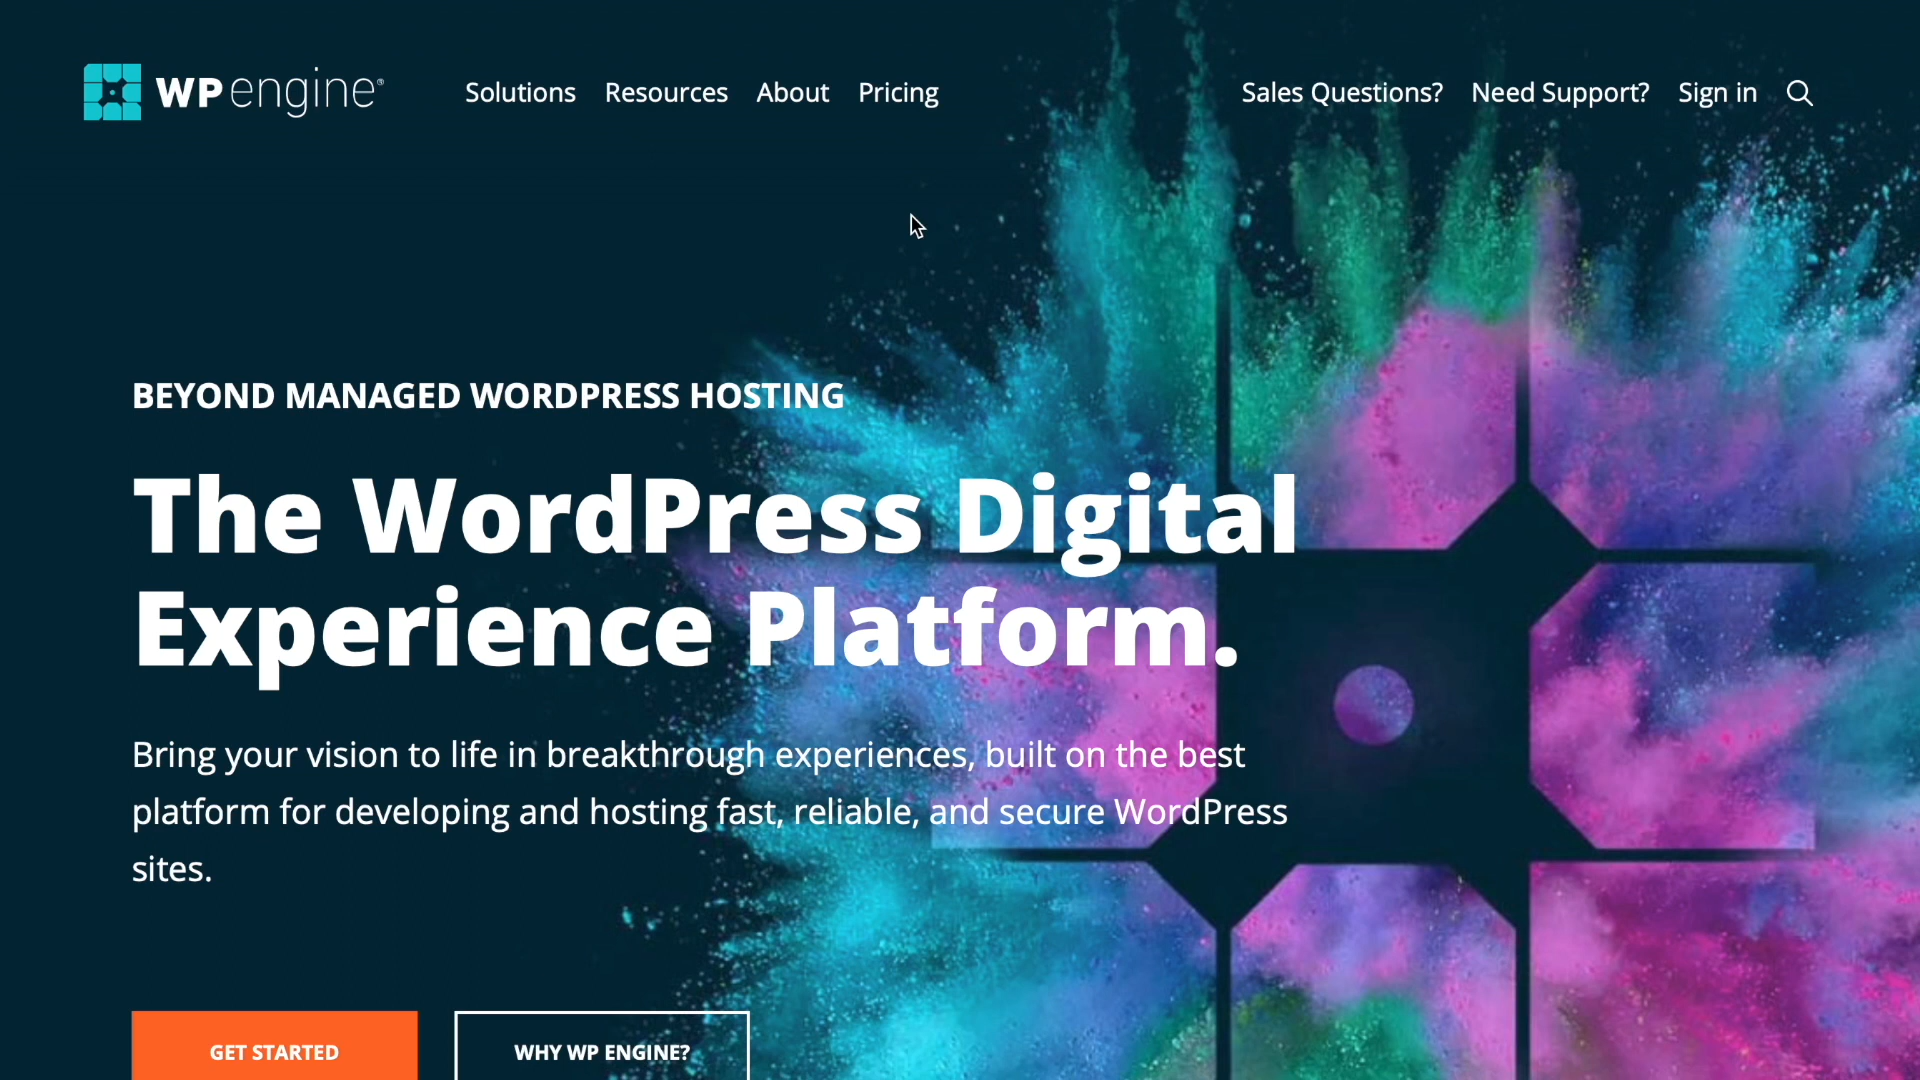 WP engine®
Solutions Resources About Pricing
Sales Questions? Need Support? Sign in
BEYOND MANAGED WORDPRESS HOSTING
The WordPress Digital
Experience Platform.
Bring your vision to life in breakthrough experiences, built on the best
platform for developing and hosting fast, reliable, and secure WordPress
sites.
GET STARTED
WHY WP ENGINE?